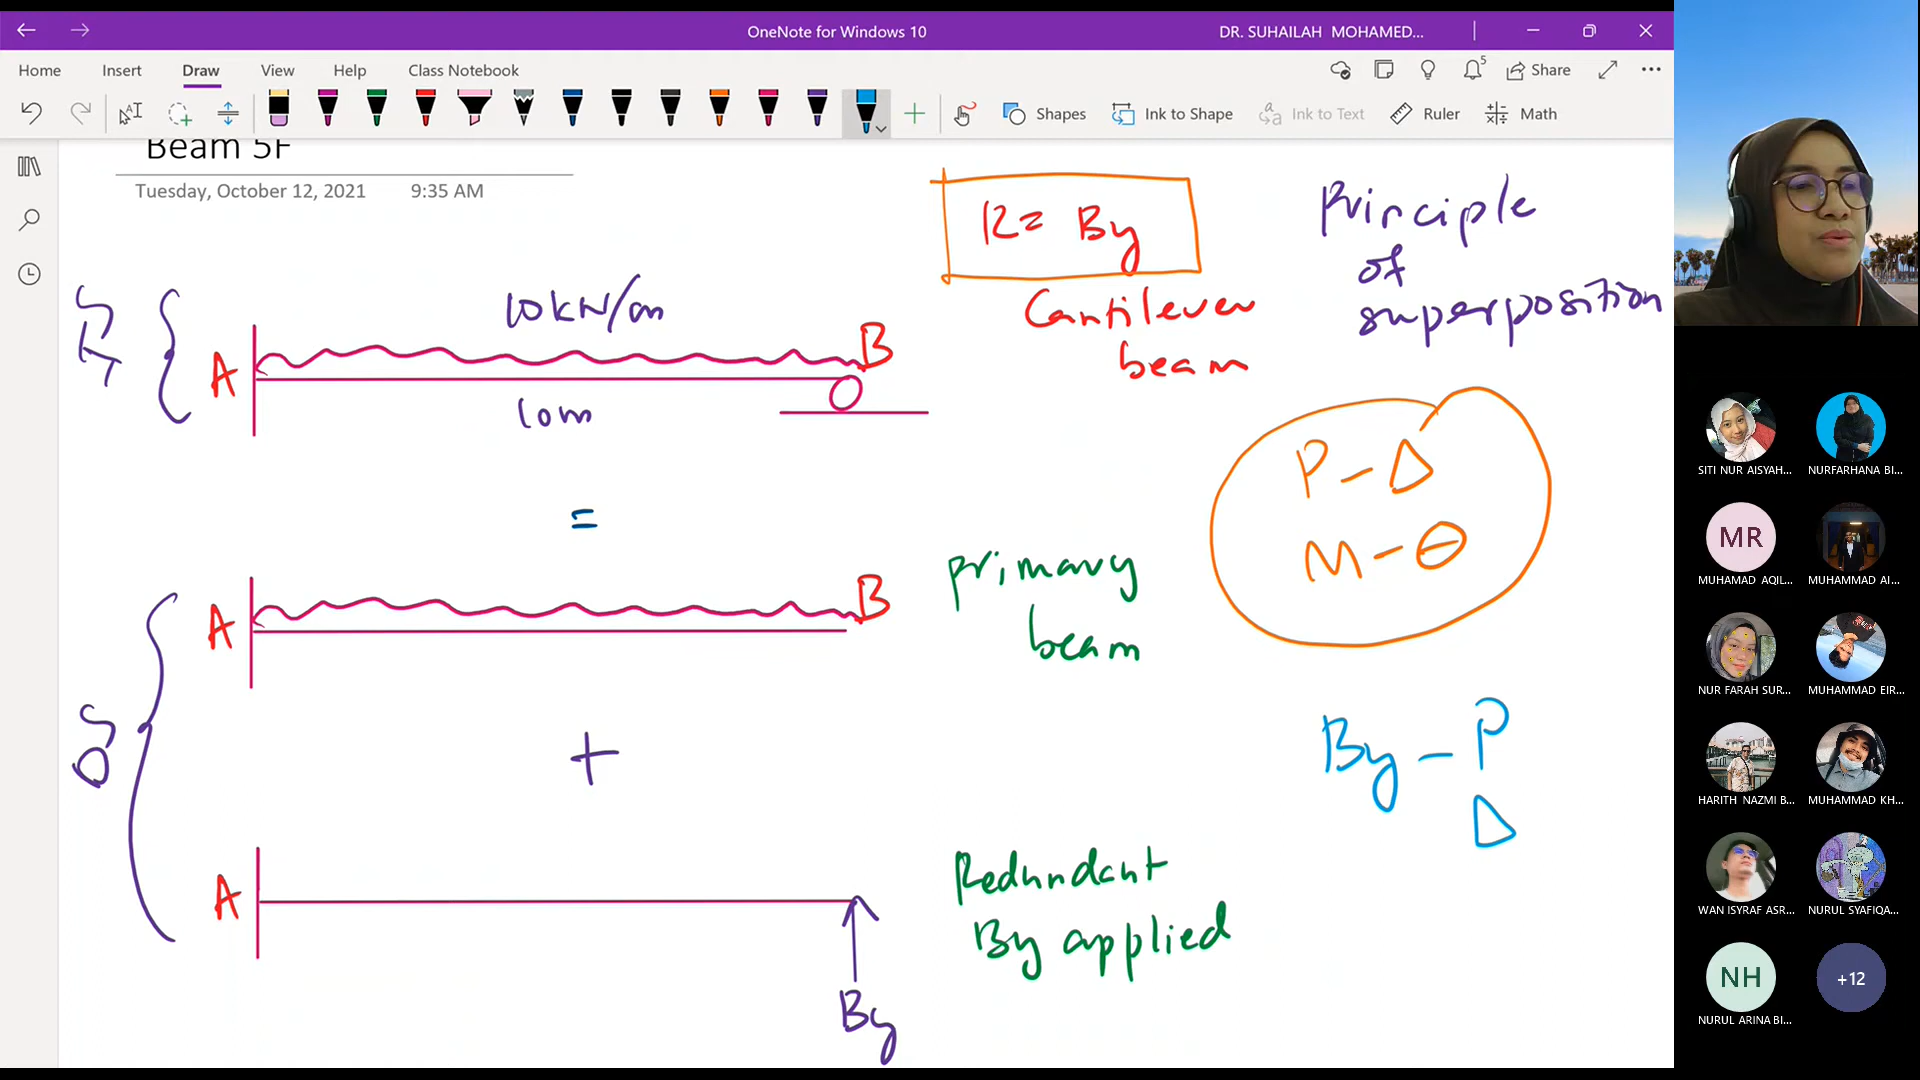 OneNote for Windows 10
DR. SUHAILAH MOHAMED...
Home Insert Draw View Help Class Notebook
5
Share
Shapes Ink to Shape Ink to Text Ruler Math
Beam 5F
Tuesday, October 12, 2021 9:35 AM
R = By
Cantilever
beam
Principle
of
superposition
SI
10kN/m
A B
10m
P - Δ
M - θ
=
A B
primary
beam
SD
+
By - P
Δ
A
Redundant
By applied
By
SITI NUR AISYAH...
NURFARHANA BI...
MR
MUHAMAD AQIL...
MUHAMMAD AI...
NUR FARAH SUR...
MUHAMMAD EIR...
HARITH NAZMI B...
MUHAMMAD KH...
WAN ISYRAF ASR...
NURUL SYAFIQA...
NH
NURUL ARINA BI...
+12